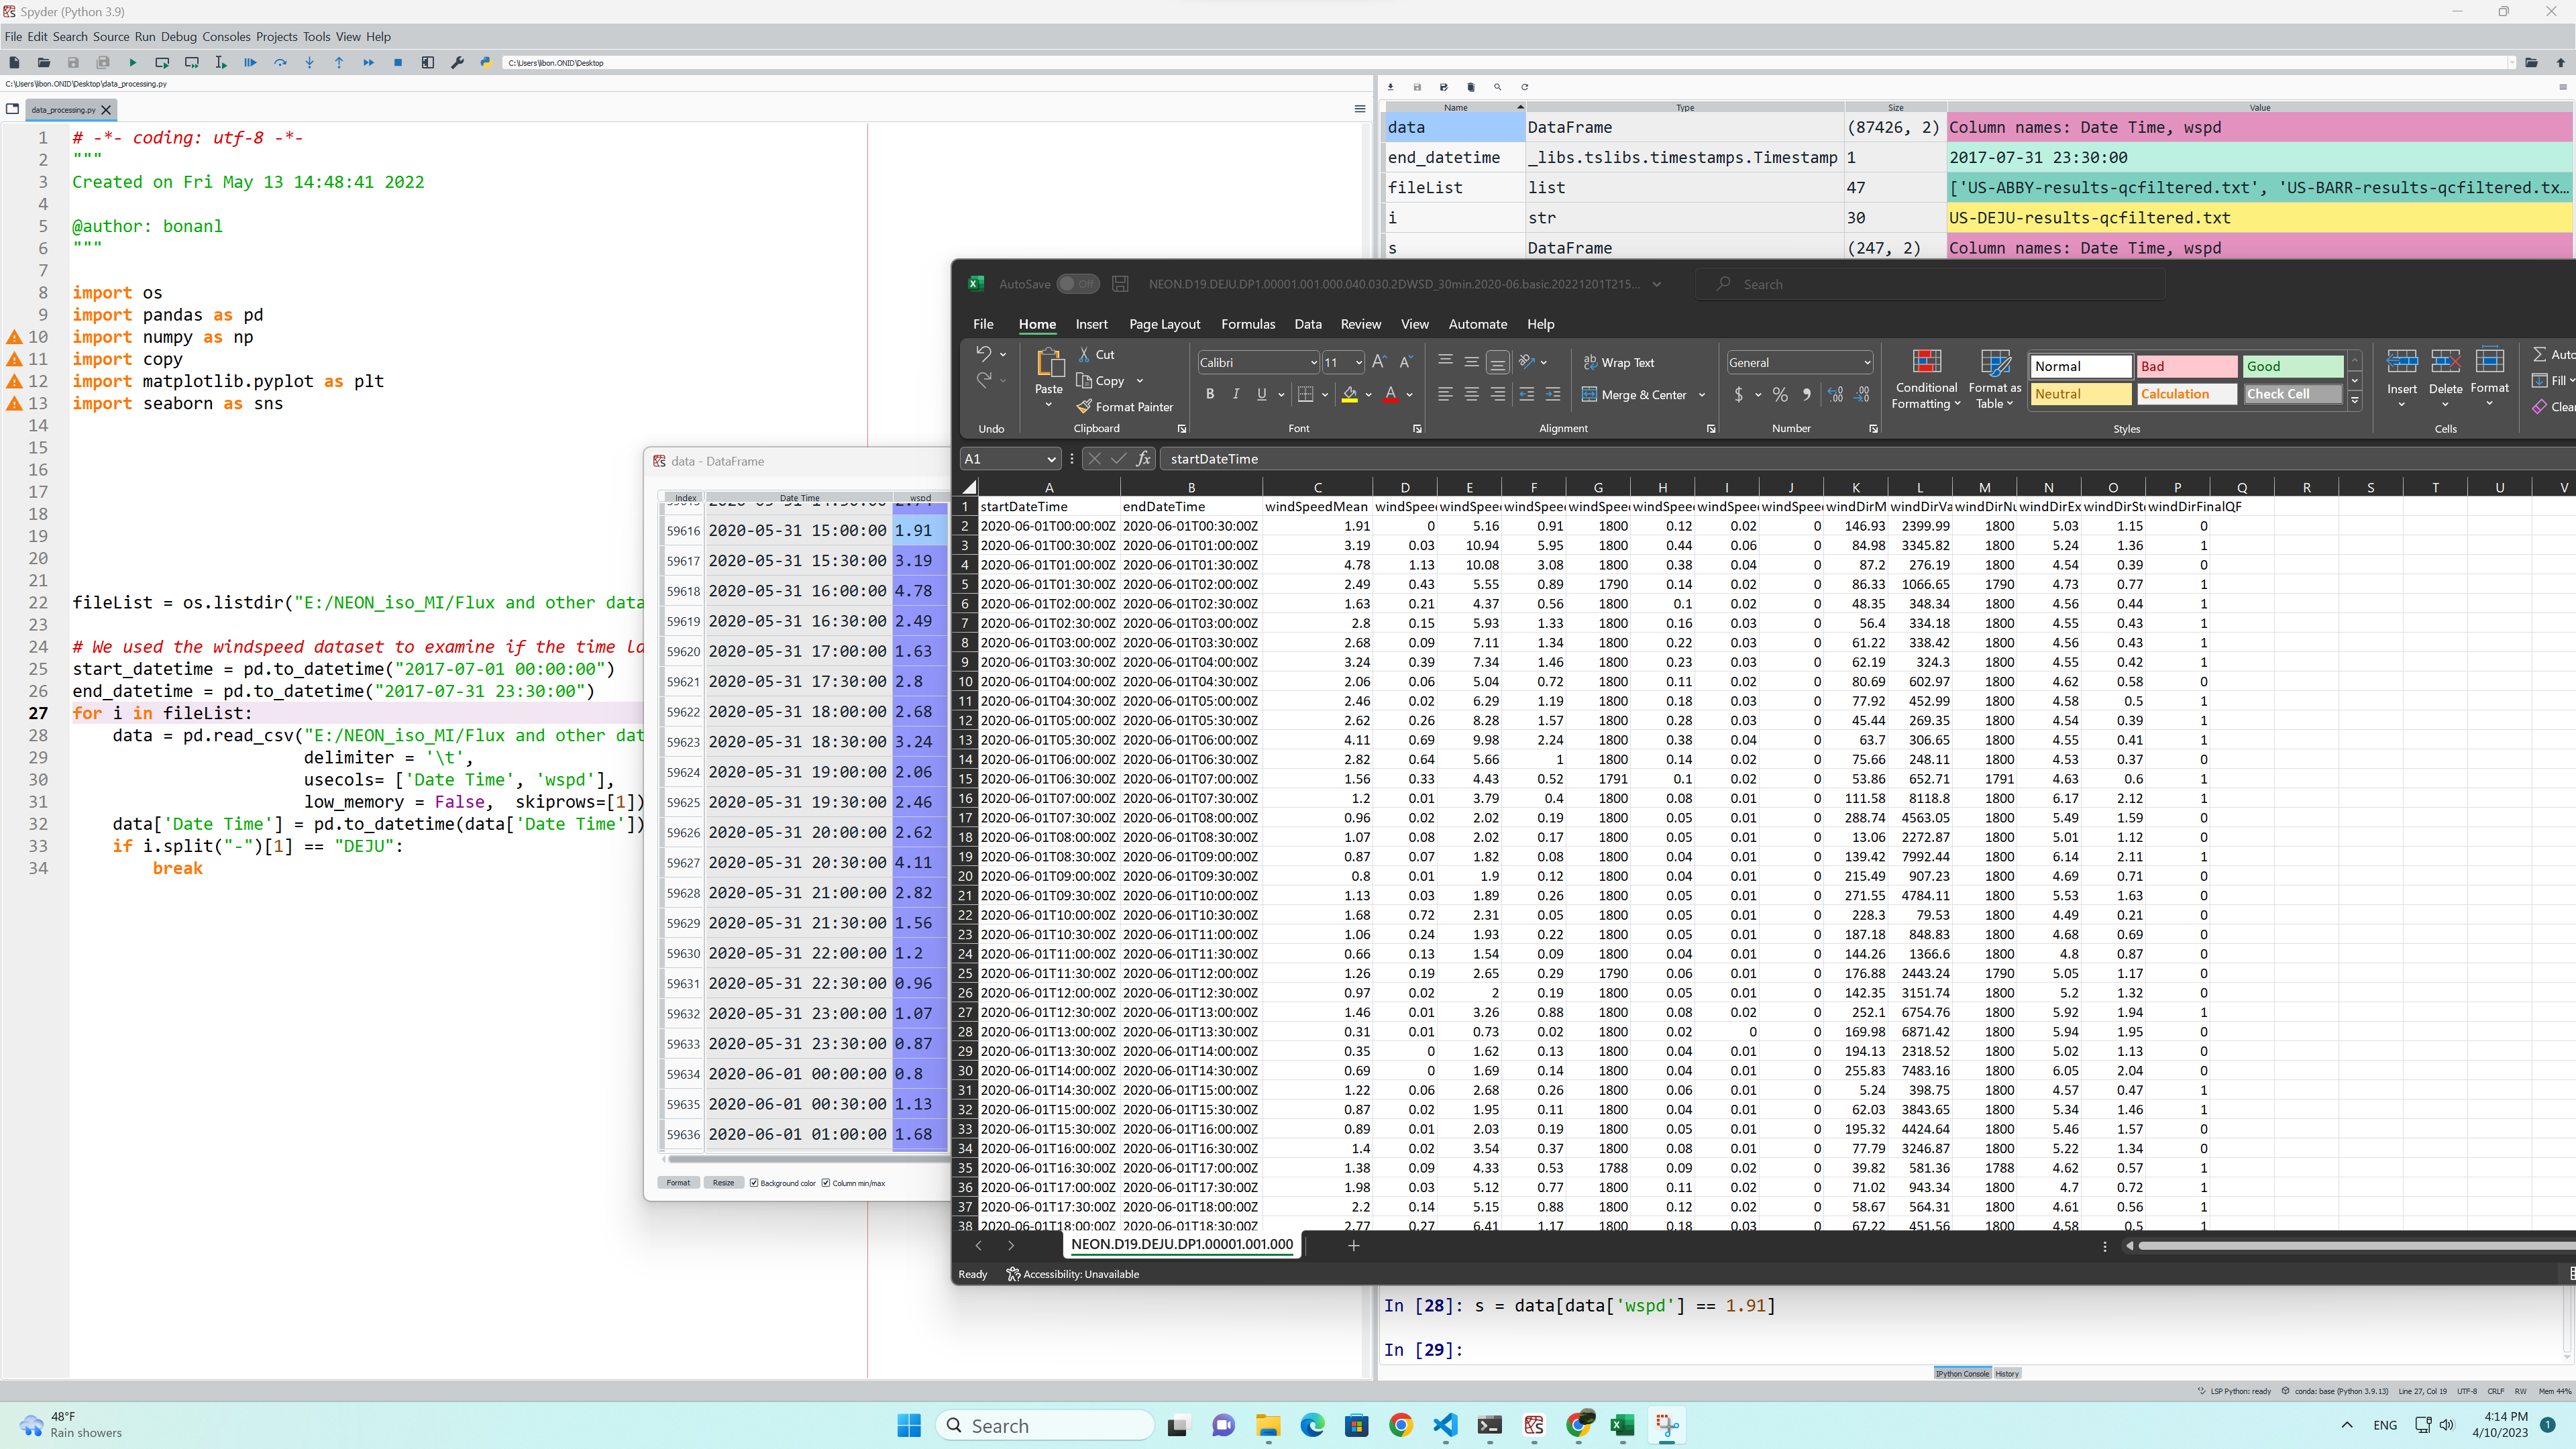 Spyder (Python 3.9)
File Edit Search Source Run Debug Consoles Projects Tools View Help
C:\Users\libon.ONID\Desktop
C:\Users\libon.ONID\Desktop\data_processing.py
data_processing.py
1 # -*- coding: utf-8 -*-
2 """
3 Created on Fri May 13 14:48:41 2022
4
5 @author: bonanl
6 """
7
8 import os
9 import pandas as pd
10 import numpy as np
11 import copy
12 import matplotlib.pyplot as plt
13 import seaborn as sns
14
15
16
17
18
19
20
21
22 fileList = os.listdir("E:/NEON_iso_MI/Flux and other data
23
24 # We used the windspeed dataset to examine if the time la
25 start_datetime = pd.to_datetime("2017-07-01 00:00:00")
26 end_datetime = pd.to_datetime("2017-07-31 23:30:00")
27 for i in fileList:
28 data = pd.read_csv("E:/NEON_iso_MI/Flux and other dat
29 delimiter = '\t',
30 usecols= ['Date Time', 'wspd'],
31 low_memory = False, skiprows=[1])
32 data['Date Time'] = pd.to_datetime(data['Date Time'])
33 if i.split("-")[1] == "DEJU":
34 break
Name Type Size Value
data DataFrame (87426, 2) Column names: Date Time, wspd
end_datetime _libs.tslibs.timestamps.Timestamp 1 2017-07-31 23:30:00
fileList list 47 ['US-ABBY-results-qcfiltered.txt', 'US-BARR-results-qcfiltered.tx...
i str 30 US-DEJU-results-qcfiltered.txt
s DataFrame (247, 2) Column names: Date Time, wspd
data - DataFrame
Index Date Time wspd
59616 2020-05-31 15:00:00 1.91
59617 2020-05-31 15:30:00 3.19
59618 2020-05-31 16:00:00 4.78
59619 2020-05-31 16:30:00 2.49
59620 2020-05-31 17:00:00 1.63
59621 2020-05-31 17:30:00 2.8
59622 2020-05-31 18:00:00 2.68
59623 2020-05-31 18:30:00 3.24
59624 2020-05-31 19:00:00 2.06
59625 2020-05-31 19:30:00 2.46
59626 2020-05-31 20:00:00 2.62
59627 2020-05-31 20:30:00 4.11
59628 2020-05-31 21:00:00 2.82
59629 2020-05-31 21:30:00 1.56
59630 2020-05-31 22:00:00 1.2
59631 2020-05-31 22:30:00 0.96
59632 2020-05-31 23:00:00 1.07
59633 2020-05-31 23:30:00 0.87
59634 2020-06-01 00:00:00 0.8
59635 2020-06-01 00:30:00 1.13
59636 2020-06-01 01:00:00 1.68
Format Resize Background color Column min/max
AutoSave Off NEON.D19.DEJU.DP1.00001.001.000.040.030.2DWSD_30min.2020-06.basic.20221201T215... Search
File Home Insert Page Layout Formulas Data Review View Automate Help
Cut Calibri 11 Wrap Text General
Paste Copy Merge & Center $ % Conditional Formatting Format as Table
Format Painter B I U
Normal Bad Good
Neutral Calculation Check Cell
Insert Delete Format Auto Fill Clea
Undo Clipboard Font Alignment Number Styles Cells
A1 fx startDateTime
A B C D E F G H I J K L M N O P Q R S T U V
1 startDateTime endDateTime windSpeedMean windSpee windSpee windSpee windSpee windSpee windSpee windSpee windDirM windDirVa windDirNu windDirEx windDirSt windDirFinalQF
2 2020-06-01T00:00:00Z 2020-06-01T00:30:00Z 1.91 0 5.16 0.91 1800 0.12 0.02 0 146.93 2399.99 1800 5.03 1.15 0
3 2020-06-01T00:30:00Z 2020-06-01T01:00:00Z 3.19 0.03 10.94 5.95 1800 0.44 0.06 0 84.98 3345.82 1800 5.24 1.36 1
4 2020-06-01T01:00:00Z 2020-06-01T01:30:00Z 4.78 1.13 10.08 3.08 1800 0.38 0.04 0 87.2 276.19 1800 4.54 0.39 0
5 2020-06-01T01:30:00Z 2020-06-01T02:00:00Z 2.49 0.43 5.55 0.89 1790 0.14 0.02 0 86.33 1066.65 1790 4.73 0.77 1
6 2020-06-01T02:00:00Z 2020-06-01T02:30:00Z 1.63 0.21 4.37 0.56 1800 0.1 0.02 0 48.35 348.34 1800 4.56 0.44 1
7 2020-06-01T02:30:00Z 2020-06-01T03:00:00Z 2.8 0.15 5.93 1.33 1800 0.16 0.03 0 56.4 334.18 1800 4.55 0.43 1
8 2020-06-01T03:00:00Z 2020-06-01T03:30:00Z 2.68 0.09 7.11 1.34 1800 0.22 0.03 0 61.22 338.42 1800 4.56 0.43 1
9 2020-06-01T03:30:00Z 2020-06-01T04:00:00Z 3.24 0.39 7.34 1.46 1800 0.23 0.03 0 62.19 324.3 1800 4.55 0.42 1
10 2020-06-01T04:00:00Z 2020-06-01T04:30:00Z 2.06 0.06 5.04 0.72 1800 0.11 0.02 0 80.69 602.97 1800 4.62 0.58 0
11 2020-06-01T04:30:00Z 2020-06-01T05:00:00Z 2.46 0.02 6.29 1.19 1800 0.18 0.03 0 77.92 452.99 1800 4.58 0.5 1
12 2020-06-01T05:00:00Z 2020-06-01T05:30:00Z 2.62 0.26 8.28 1.57 1800 0.28 0.03 0 45.44 269.35 1800 4.54 0.39 1
13 2020-06-01T05:30:00Z 2020-06-01T06:00:00Z 4.11 0.69 9.98 2.24 1800 0.38 0.04 0 63.7 306.65 1800 4.55 0.41 1
14 2020-06-01T06:00:00Z 2020-06-01T06:30:00Z 2.82 0.64 5.66 1 1800 0.14 0.02 0 75.66 248.11 1800 4.53 0.37 0
15 2020-06-01T06:30:00Z 2020-06-01T07:00:00Z 1.56 0.33 4.43 0.52 1791 0.1 0.02 0 53.86 652.71 1791 4.63 0.6 1
16 2020-06-01T07:00:00Z 2020-06-01T07:30:00Z 1.2 0.01 3.79 0.4 1800 0.08 0.01 0 111.58 8118.8 1800 6.17 2.12 1
17 2020-06-01T07:30:00Z 2020-06-01T08:00:00Z 0.96 0.02 2.02 0.19 1800 0.05 0.01 0 288.74 4563.05 1800 5.49 1.59 0
18 2020-06-01T08:00:00Z 2020-06-01T08:30:00Z 1.07 0.08 2.02 0.17 1800 0.05 0.01 0 13.06 2272.87 1800 5.01 1.12 0
19 2020-06-01T08:30:00Z 2020-06-01T09:00:00Z 0.87 0.07 1.82 0.08 1800 0.04 0.01 0 139.42 7992.44 1800 6.14 2.11 1
20 2020-06-01T09:00:00Z 2020-06-01T09:30:00Z 0.8 0.01 1.9 0.12 1800 0.04 0.01 0 215.49 907.23 1800 4.69 0.71 0
21 2020-06-01T09:30:00Z 2020-06-01T10:00:00Z 1.13 0.03 1.89 0.26 1800 0.05 0.01 0 271.55 4784.11 1800 5.53 1.63 0
22 2020-06-01T10:00:00Z 2020-06-01T10:30:00Z 1.68 0.72 2.31 0.05 1800 0.05 0.01 0 228.3 79.53 1800 4.49 0.21 0
23 2020-06-01T10:30:00Z 2020-06-01T11:00:00Z 1.06 0.24 1.93 0.22 1800 0.05 0.01 0 187.18 848.83 1800 4.68 0.69 0
24 2020-06-01T11:00:00Z 2020-06-01T11:30:00Z 0.66 0.13 1.54 0.09 1800 0.04 0.01 0 144.26 1366.6 1800 4.8 0.87 0
25 2020-06-01T11:30:00Z 2020-06-01T12:00:00Z 1.26 0.19 2.65 0.29 1790 0.06 0.01 0 176.88 2443.24 1790 5.05 1.17 0
26 2020-06-01T12:00:00Z 2020-06-01T12:30:00Z 0.97 0.02 2 0.19 1800 0.05 0.01 0 142.35 3151.74 1800 5.2 1.32 0
27 2020-06-01T12:30:00Z 2020-06-01T13:00:00Z 1.46 0.01 3.26 0.88 1800 0.08 0.02 0 252.1 6754.76 1800 5.92 1.94 1
28 2020-06-01T13:00:00Z 2020-06-01T13:30:00Z 0.31 0.01 0.73 0.02 1800 0.02 0 0 169.98 6871.42 1800 5.94 1.95 0
29 2020-06-01T13:30:00Z 2020-06-01T14:00:00Z 0.35 0 1.62 0.13 1800 0.04 0.01 0 194.13 2318.52 1800 5.02 1.13 0
30 2020-06-01T14:00:00Z 2020-06-01T14:30:00Z 0.69 0 1.69 0.14 1800 0.04 0.01 0 255.83 7483.16 1800 6.05 2.04 0
31 2020-06-01T14:30:00Z 2020-06-01T15:00:00Z 1.22 0.06 2.68 0.26 1800 0.06 0.01 0 5.24 398.75 1800 4.57 0.47 1
32 2020-06-01T15:00:00Z 2020-06-01T15:30:00Z 0.87 0.02 1.95 0.11 1800 0.04 0.01 0 62.03 3843.65 1800 5.34 1.46 1
33 2020-06-01T15:30:00Z 2020-06-01T16:00:00Z 0.89 0.01 2.03 0.19 1800 0.05 0.01 0 195.32 4424.64 1800 5.46 1.57 0
34 2020-06-01T16:00:00Z 2020-06-01T16:30:00Z 1.4 0.02 3.54 0.37 1800 0.08 0.01 0 77.79 3246.87 1800 5.22 1.34 0
35 2020-06-01T16:30:00Z 2020-06-01T17:00:00Z 1.38 0.09 4.33 0.53 1788 0.09 0.02 0 39.82 581.36 1788 4.62 0.57 1
36 2020-06-01T17:00:00Z 2020-06-01T17:30:00Z 1.98 0.03 5.12 0.77 1800 0.11 0.02 0 71.02 943.34 1800 4.7 0.72 1
37 2020-06-01T17:30:00Z 2020-06-01T18:00:00Z 2.2 0.14 5.15 0.88 1800 0.12 0.02 0 58.67 564.31 1800 4.61 0.56 1
38 2020-06-01T18:00:00Z 2020-06-01T18:30:00Z 2.77 0.27 6.41 1.17 1800 0.18 0.03 0 67.22 451.56 1800 4.58 0.5 1
NEON.D19.DEJU.DP1.00001.001.000
Ready Accessibility: Unavailable
In [28]: s = data[data['wspd'] == 1.91]
In [29]:
IPython Console History
LSP Python: ready conda: base (Python 3.9.13) Line 27, Col 19 UTF-8 CRLF RW Mem 44%
48°F
Rain showers
Search
ENG
4:14 PM
4/10/2023
1